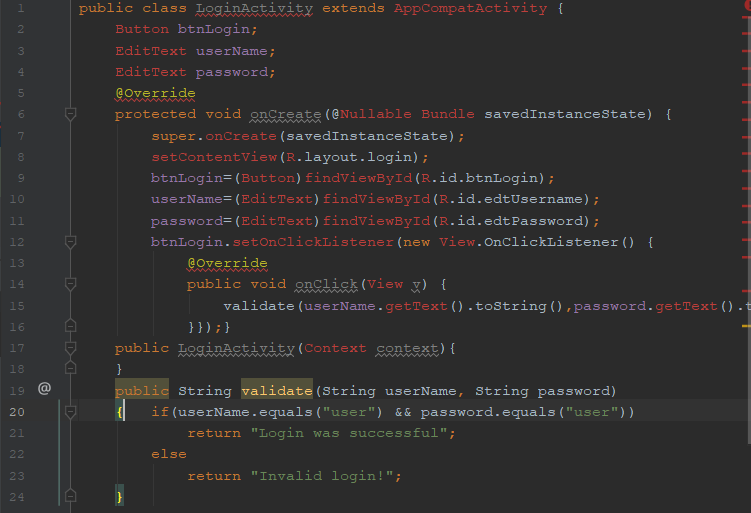 1 public class LoginActivity extends AppCompatActivity {
2 Button btnLogin;
3 EditText userName;
4 EditText password;
5 @Override
6 protected void onCreate(@Nullable Bundle savedInstanceState) {
7 super.onCreate(savedInstanceState);
8 setContentView(R.layout.login);
9 btnLogin=(Button)findViewById(R.id.btnLogin);
10 userName=(EditText)findViewById(R.id.edtUsername);
11 password=(EditText)findViewById(R.id.edtPassword);
12 btnLogin.setOnClickListener(new View.OnClickListener() {
13 @Override
14 public void onClick(View v) {
15 validate(userName.getText().toString(),password.getText().t
16 }});}
17 public LoginActivity(Context context){
18 }
19 @ public String validate(String userName, String password)
20 { if(userName.equals("user") && password.equals("user"))
21 return "Login was successful";
22 else
23 return "Invalid login!";
24 }